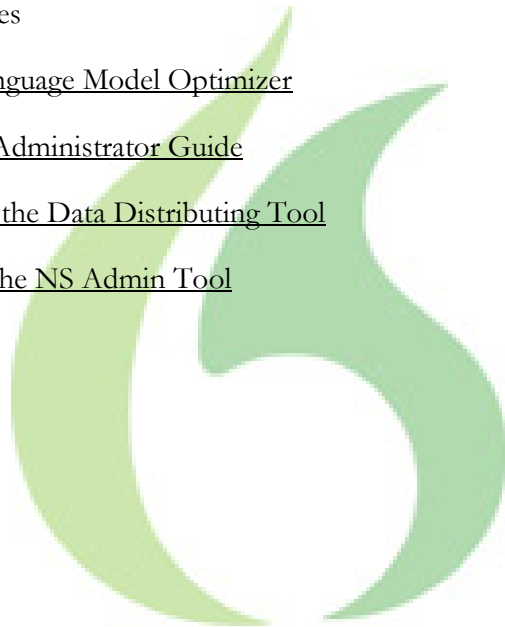 es
nguage Model Optimizer
Administrator Guide
the Data Distributing Tool
he NS Admin Tool